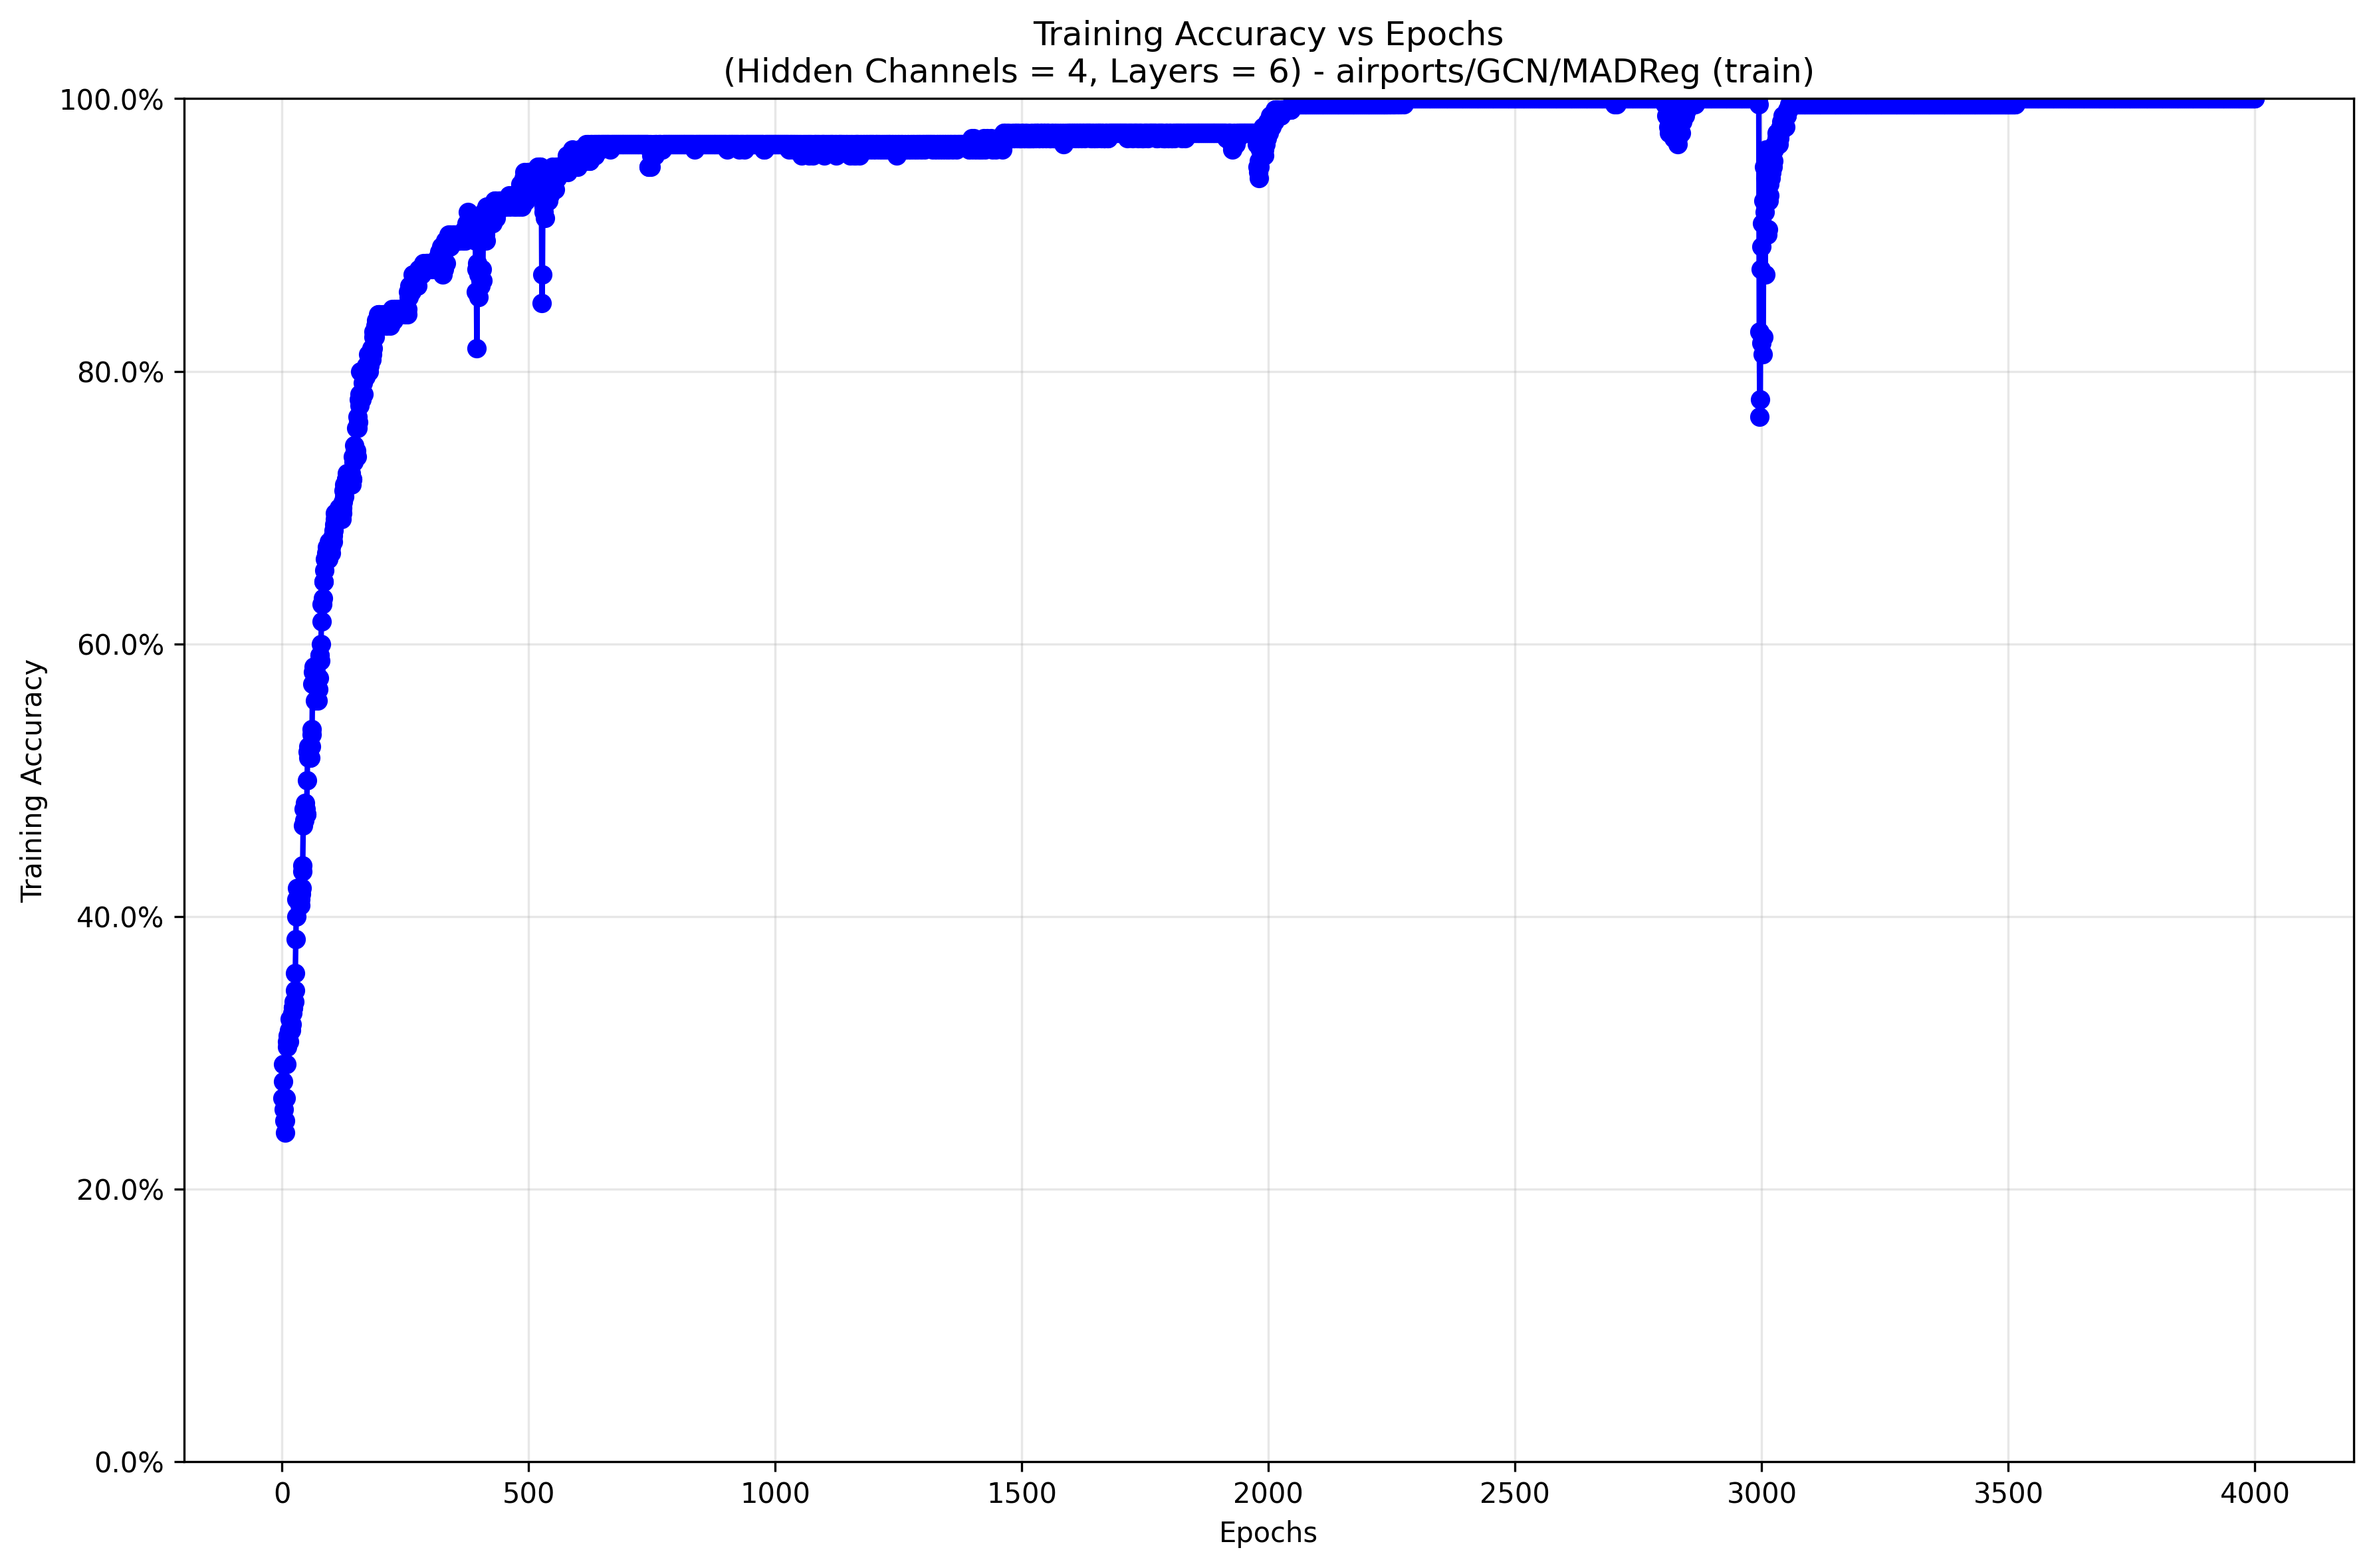 Training Accuracy vs Epochs
(Hidden Channels = 4, Layers = 6) - airports/GCN/MADReg (train)
Training Accuracy
100.0%
80.0%
60.0%
40.0%
20.0%
0.0%
0 500 1000 1500 2000 2500 3000 3500 4000
Epochs